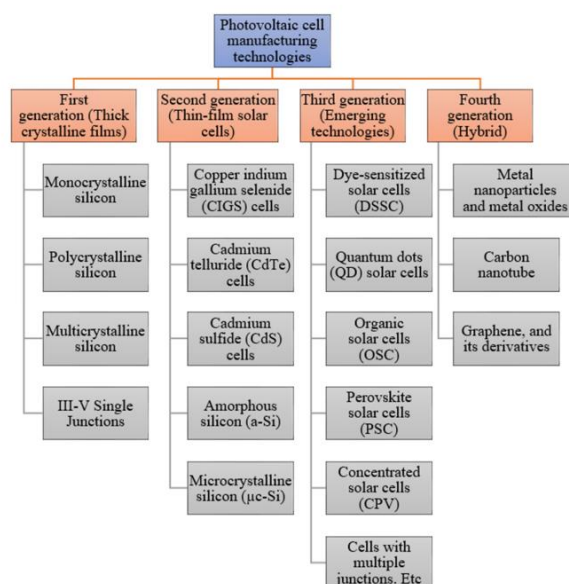 Photovoltaic cell
manufacturing
technologies
First
generation (Thick
crystalline films)
Monocrystalline
silicon
Polycrystalline
silicon
Multicrystalline
silicon
III-V Single
Junctions
Second
generation (Thin-film solar
cells)
Copper indium
gallium selenide
(CIGS) cells
Cadmium
telluride (CdTe)
cells
Cadmium
sulfide (CdS)
cells
Amorphous
silicon (a-Si)
Microcrystalline
silicon (µc-Si)
Third generation
(Emerging
technologies)
Dye-sensitized
solar cells
(DSSC)
Quantum dots
(QD) solar cells
Organic
solar cells
(OSC)
Perovskite
solar cells
(PSC)
Concentrated
solar cells
(CPV)
Cells with
multiple
junctions, Etc
Fourth
generation
(Hybrid)
Metal
nanoparticles
and metal oxides
Carbon
nanotube
Graphene, and
its derivatives